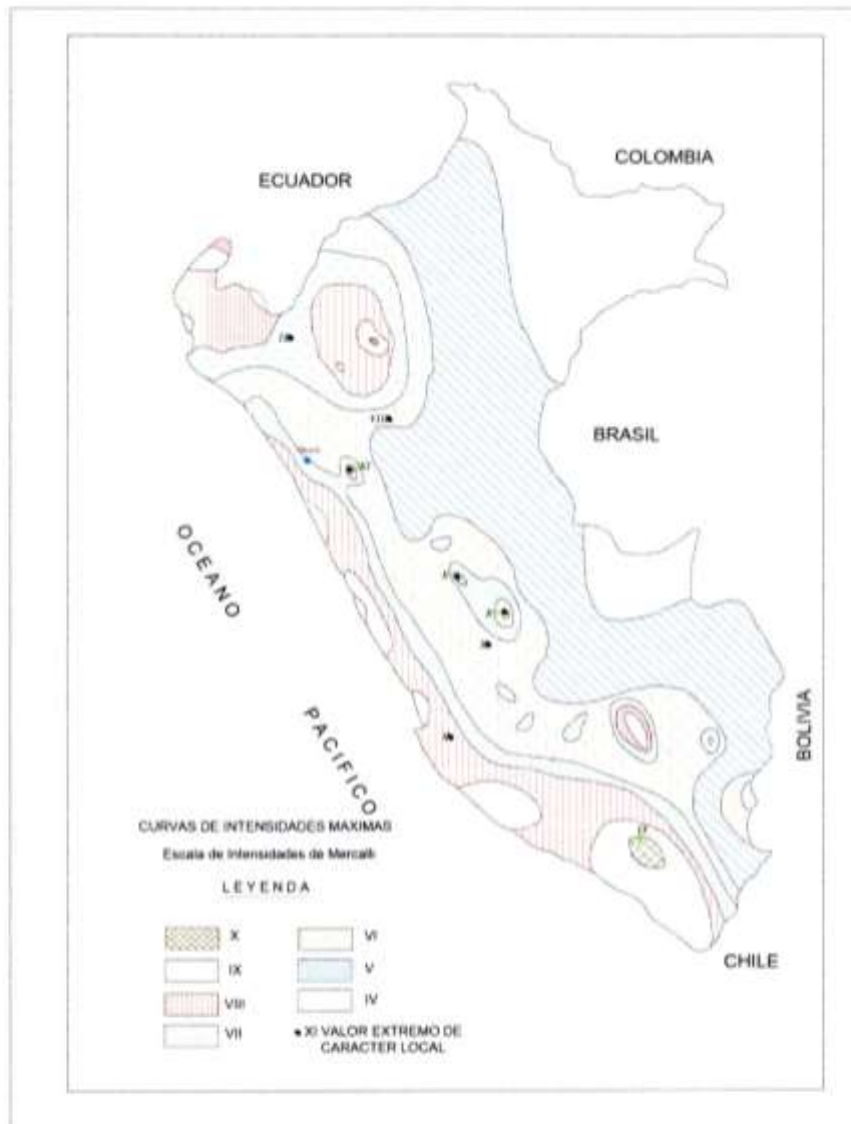 COLOMBIA
ECUADOR
BRASIL
OCEANO
PACIFICO
BOLIVIA
CURVAS DE INTENSIDADES MAXIMAS
Escala de Intensidades de Mercalli
LEYENDA
X
VI
IX
V
VIII
IV
VII
XI VALOR EXTREMO DE
CARACTER LOCAL
CHILE